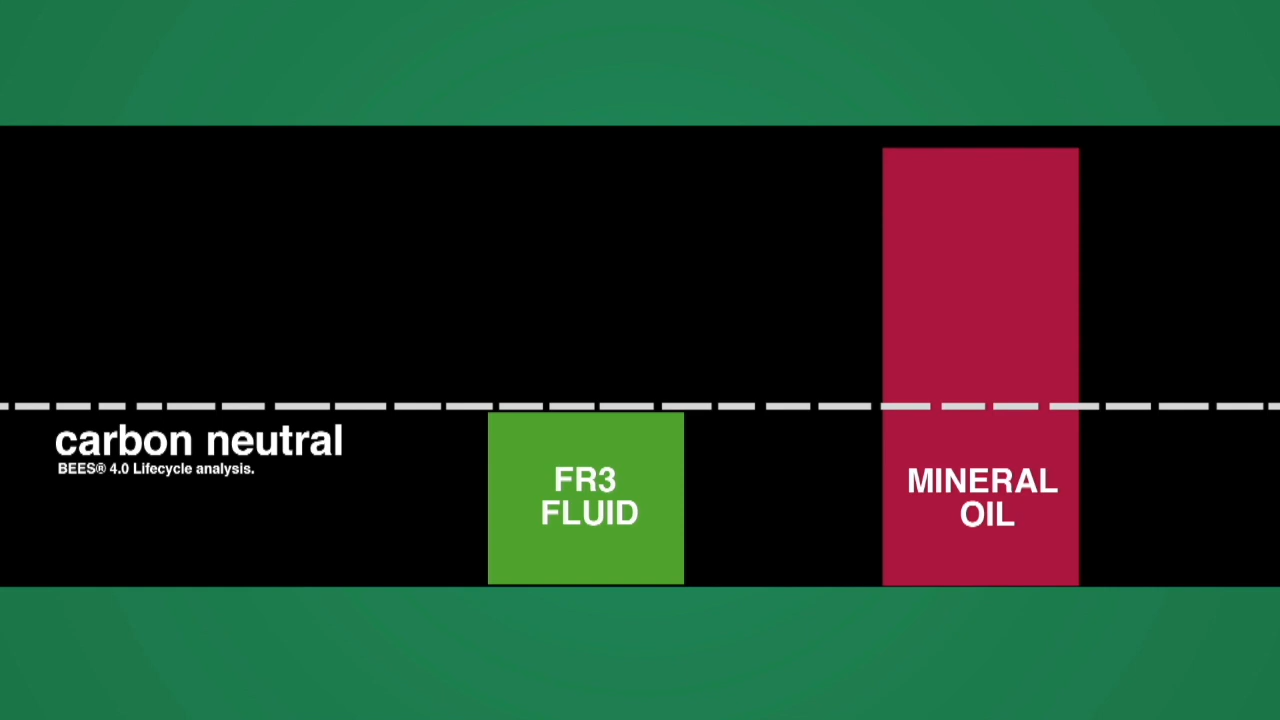 carbon neutral
BEES® 4.0 Lifecycle analysis.
FR3
FLUID
MINERAL
OIL